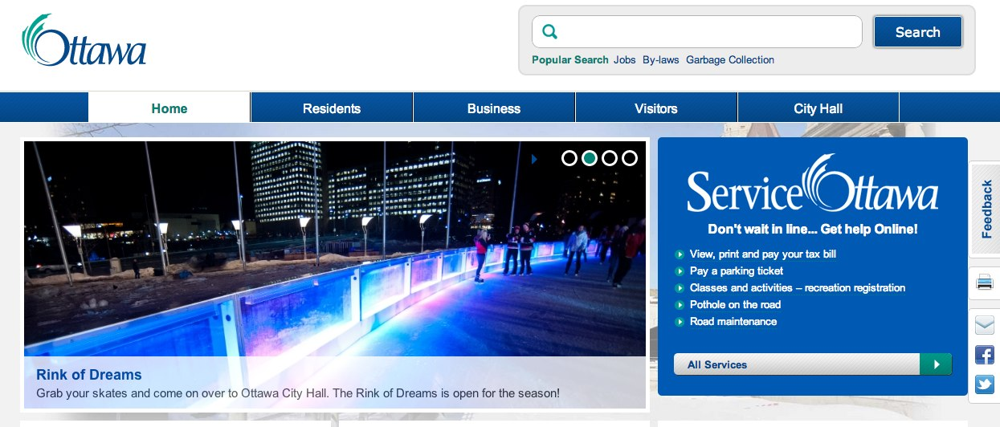 Ottawa
Search
Popular Search Jobs By-laws Garbage Collection
Home Residents Business Visitors City Hall
Rink of Dreams
Grab your skates and come on over to Ottawa City Hall. The Rink of Dreams is open for the season!
ServiceOttawa
Don't wait in line... Get help Online!
View, print and pay your tax bill
Pay a parking ticket
Classes and activities – recreation registration
Pothole on the road
Road maintenance
All Services
Feedback